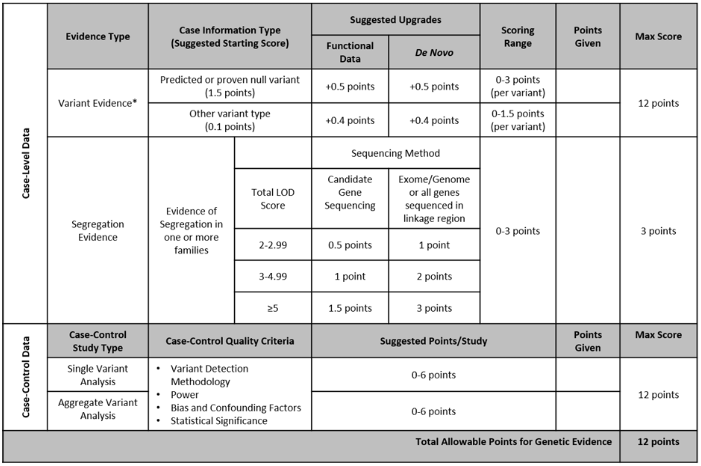 Evidence Type
Case Information Type
(Suggested Starting Score)
Suggested Upgrades
Functional
Data
De Novo
Scoring
Range
Points
Given
Max Score
Case-Level Data
Variant Evidence*
Predicted or proven null variant
(1.5 points)
+0.5 points
+0.5 points
0-3 points
(per variant)
12 points
Other variant type
(0.1 points)
+0.4 points
+0.4 points
0-1.5 points
(per variant)
Segregation
Evidence
Evidence of
Segregation in
one or more
families
Sequencing Method
Total LOD
Score
Candidate
Gene
Sequencing
Exome/Genome
or all genes
sequenced in
linkage region
0-3 points
3 points
2-2.99
0.5 points
1 point
3-4.99
1 point
2 points
≥5
1.5 points
3 points
Case-Control Data
Case-Control
Study Type
Case-Control Quality Criteria
Suggested Points/Study
Points
Given
Max Score
Single Variant
Analysis
• Variant Detection
Methodology
• Power
• Bias and Confounding Factors
• Statistical Significance
0-6 points
12 points
Aggregate Variant
Analysis
0-6 points
Total Allowable Points for Genetic Evidence
12 points